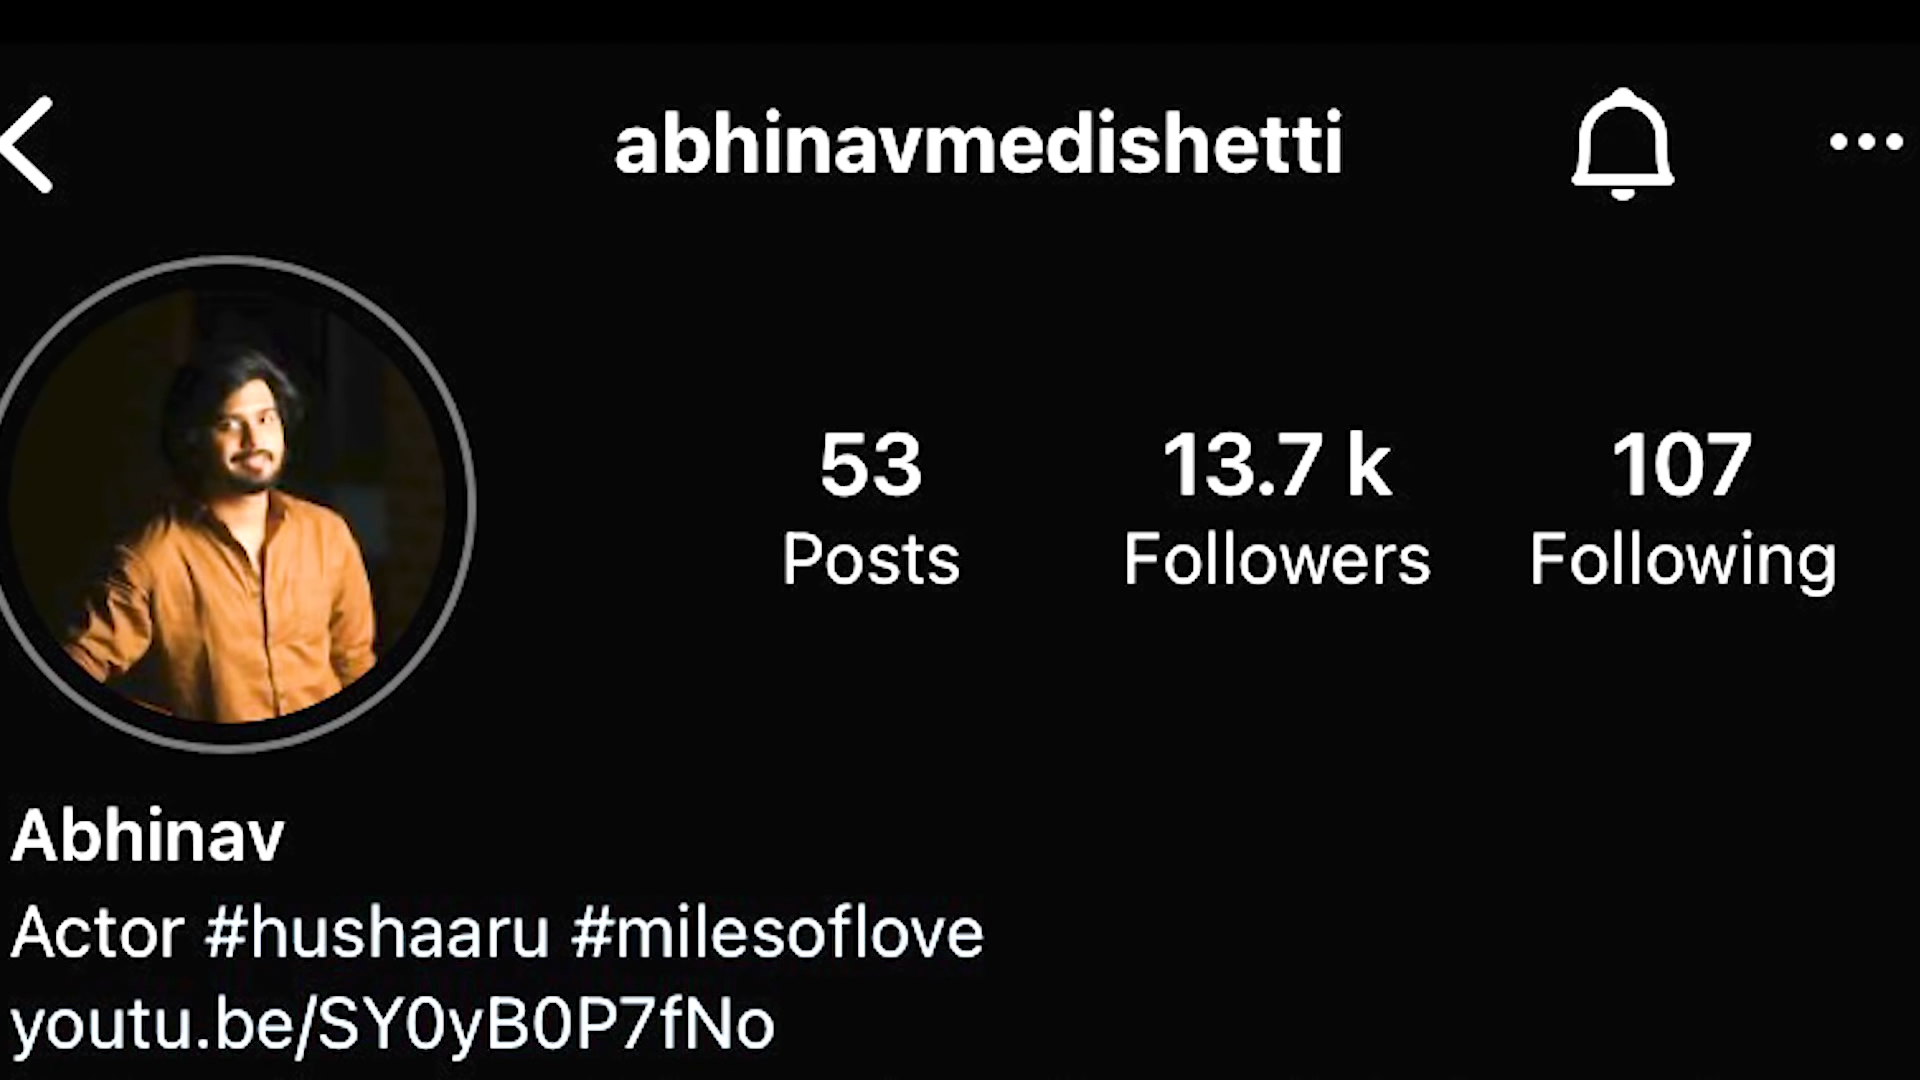 abhinavmedishetti
53 13.7 k 107
Posts Followers Following
Abhinav
Actor #hushaaru #milesoflove
youtu.be/SY0yB0P7fNo